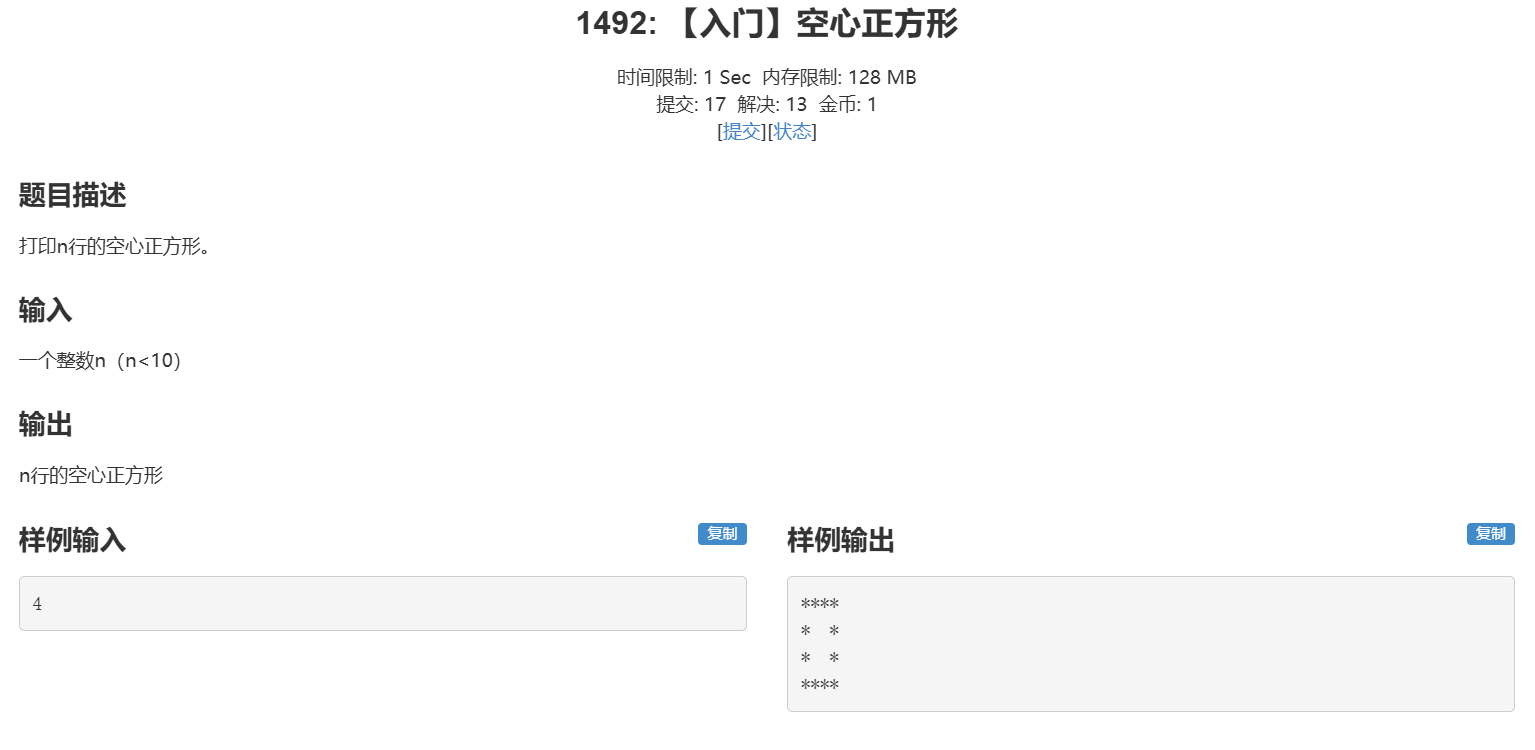 1492: 【入门】空心正方形
时间限制: 1 Sec 内存限制: 128 MB
提交: 17 解决: 13 金币: 1
[提交][状态]
题目描述
打印n行的空心正方形。
输入
一个整数n（n<10）
输出
n行的空心正方形
样例输入
复制
4
样例输出
复制
****
*  *
*  *
****